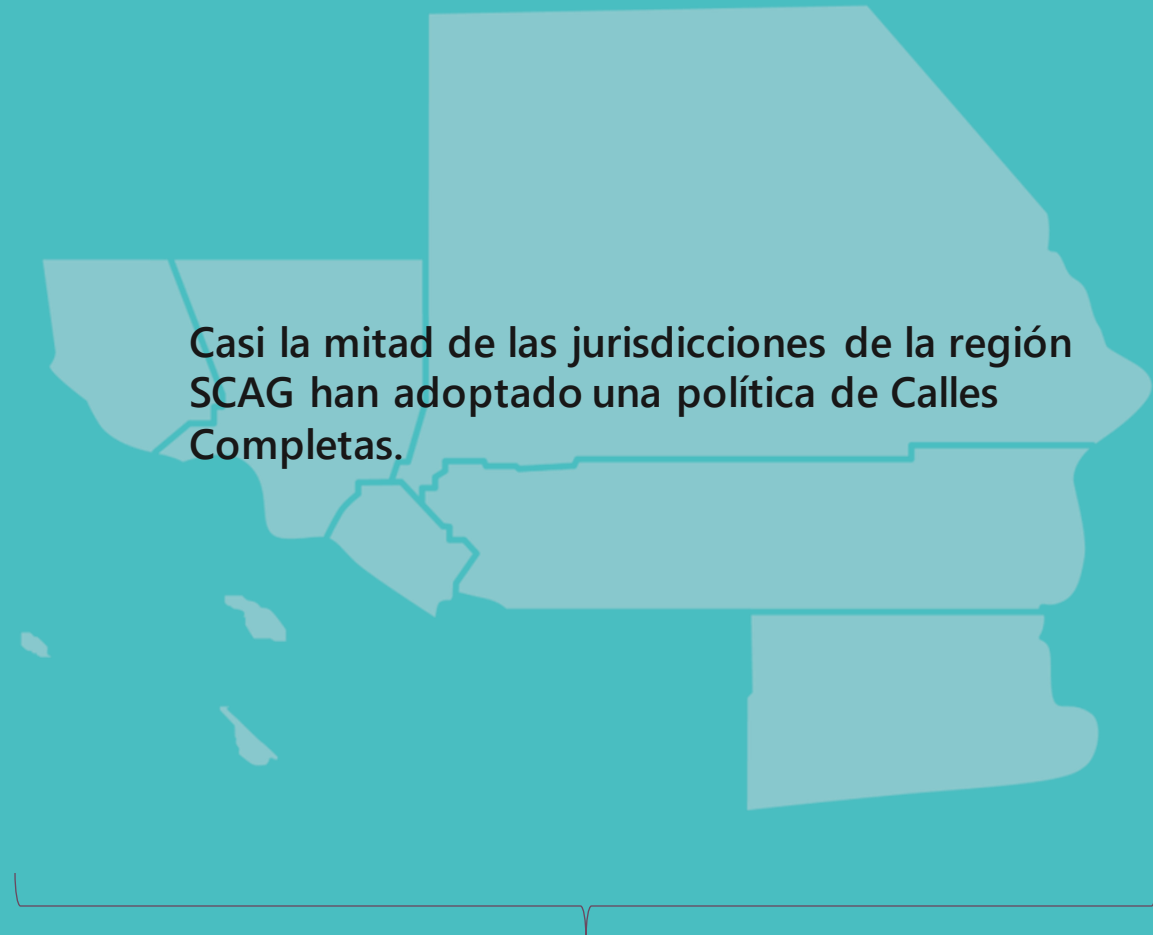 Casi la mitad de las jurisdicciones de la región
SCAG han adoptado una política de Calles
Completas.